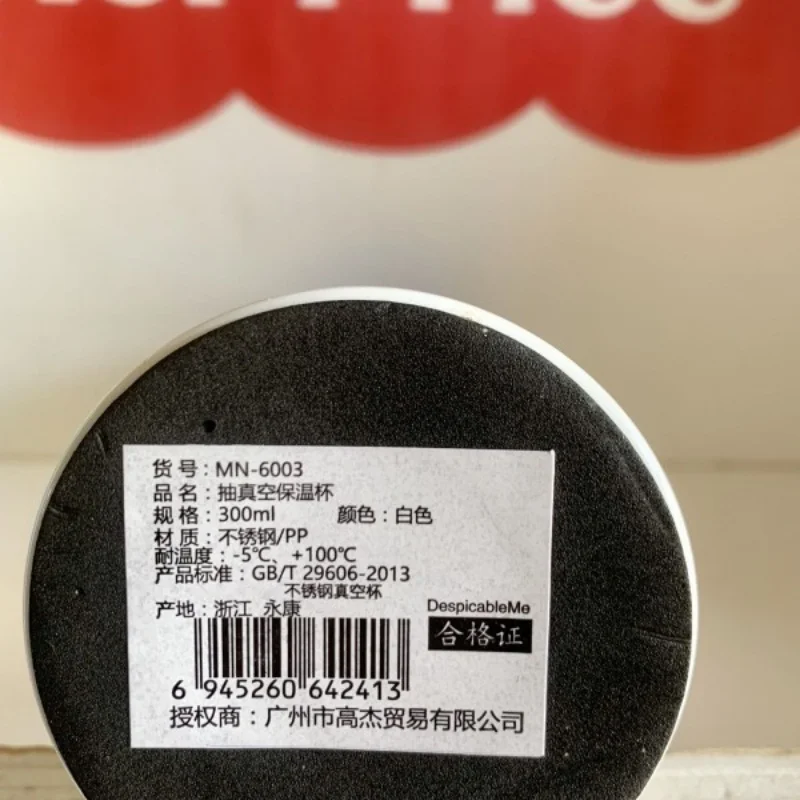 货 号：MN-6003
品 名：抽真空保温杯
规 格：300ml 颜色：白色
材 质：不锈钢/PP
耐温度：-5℃、+100℃
产品标准：GB/T 29606-2013
不锈钢真空杯
产地：浙江 永康
DespicableMe
合格证
6 945260 642413
授权商：广州市高杰贸易有限公司